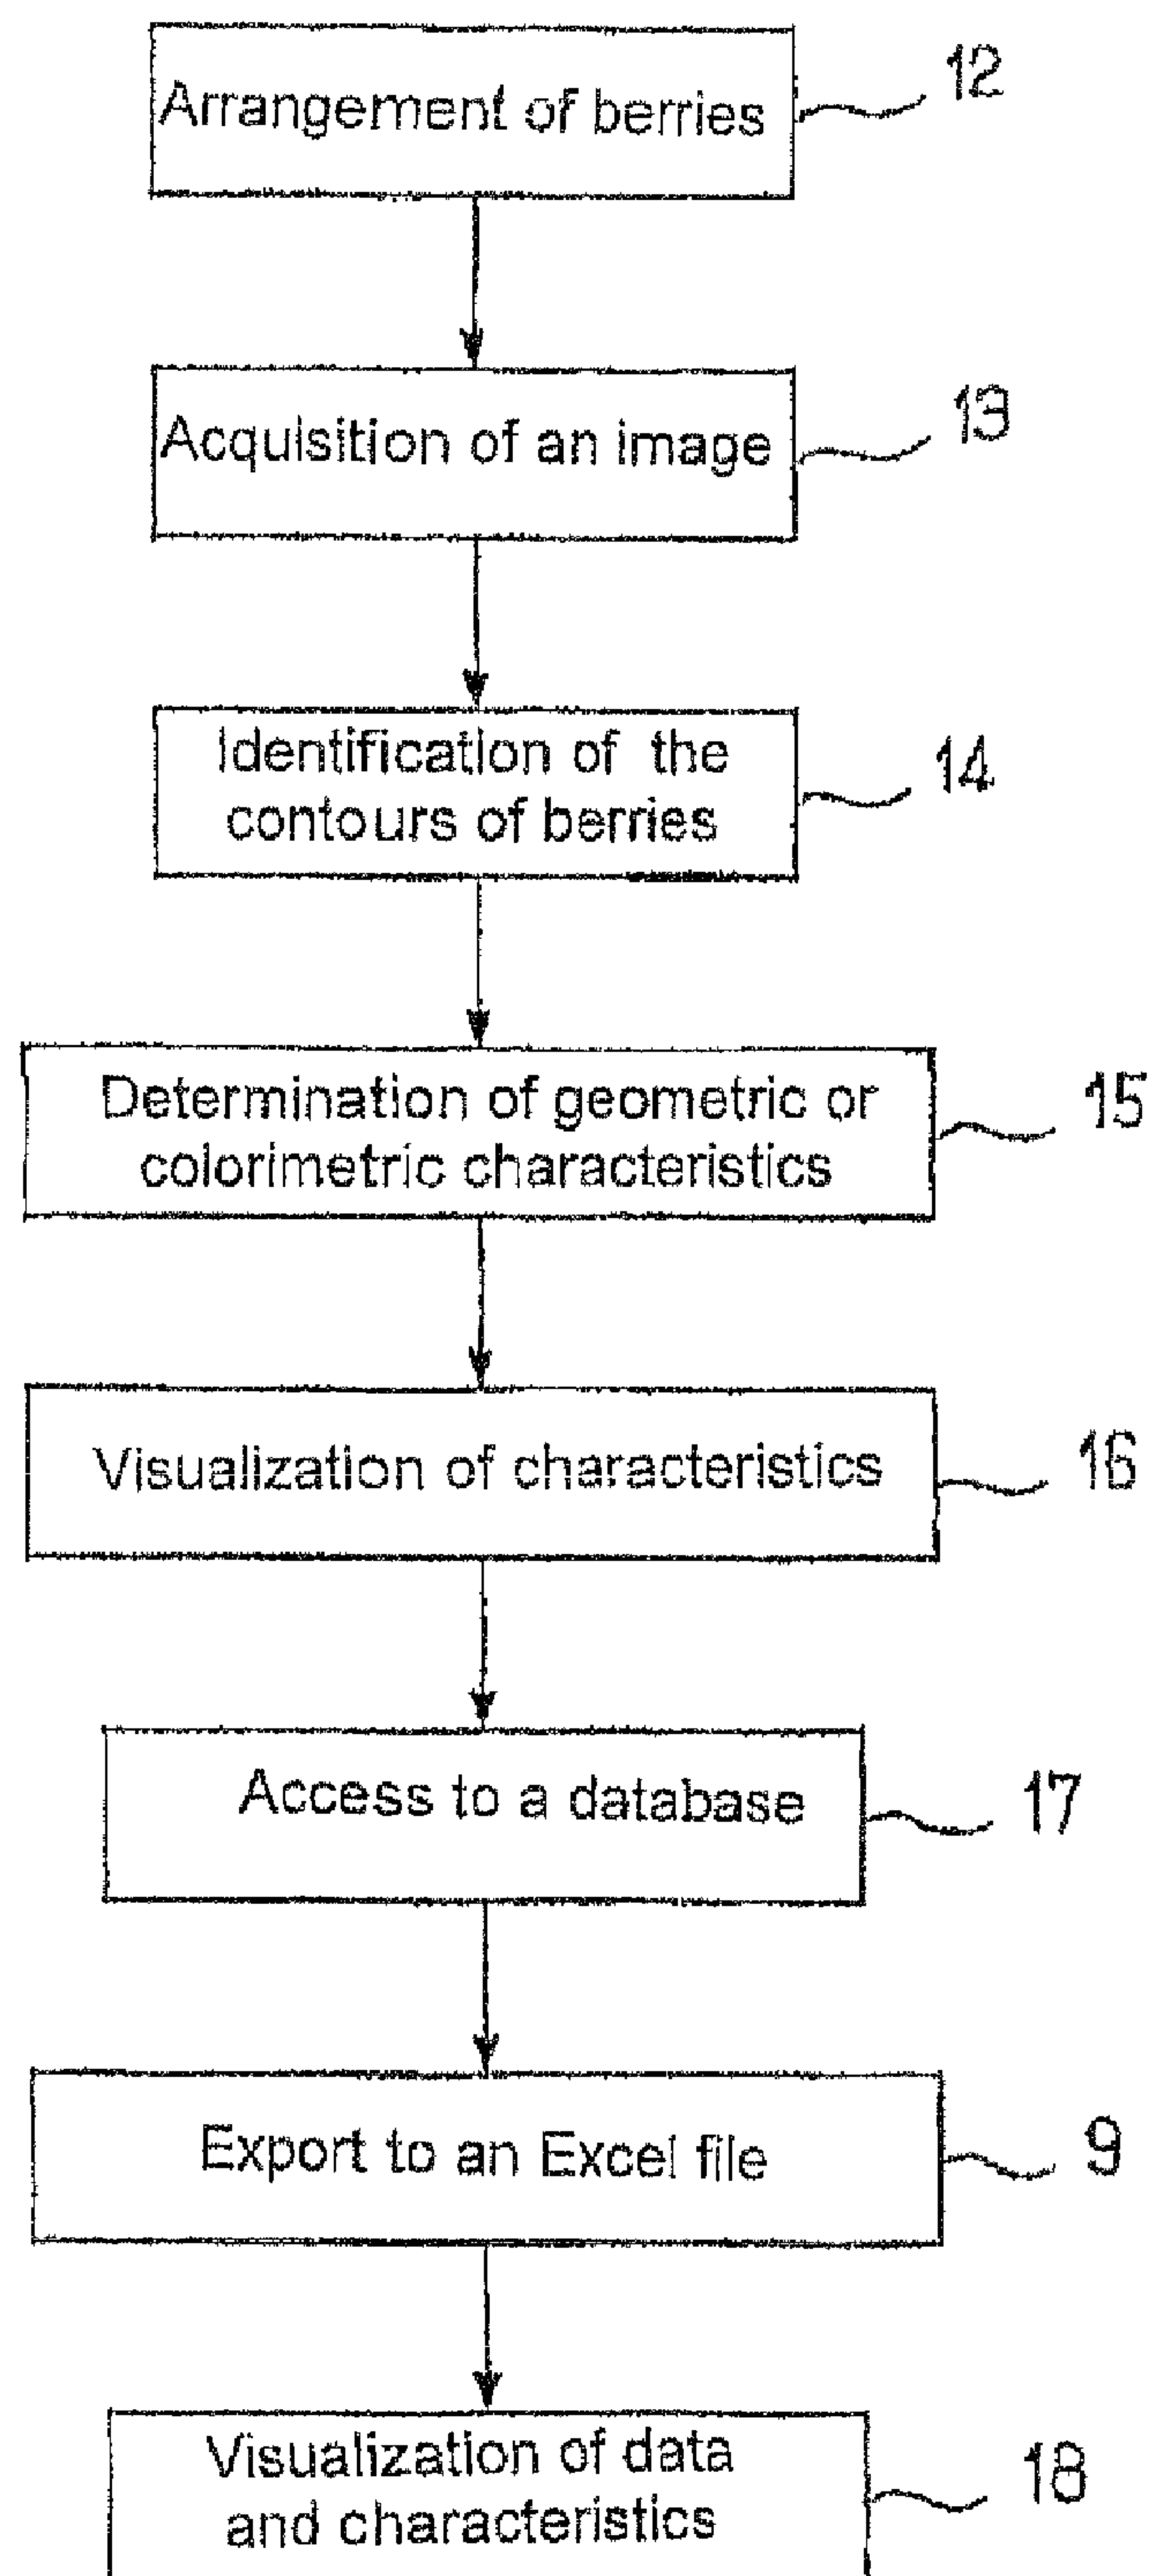 Arrangement of berries
12
Acquisition of an image
13
Identification of the
contours of berries
14
Determination of geometric or
colorimetric characteristics
15
Visualization of characteristics
16
Access to a database
17
Export to an Excel file
9
Visualization of data
and characteristics
18